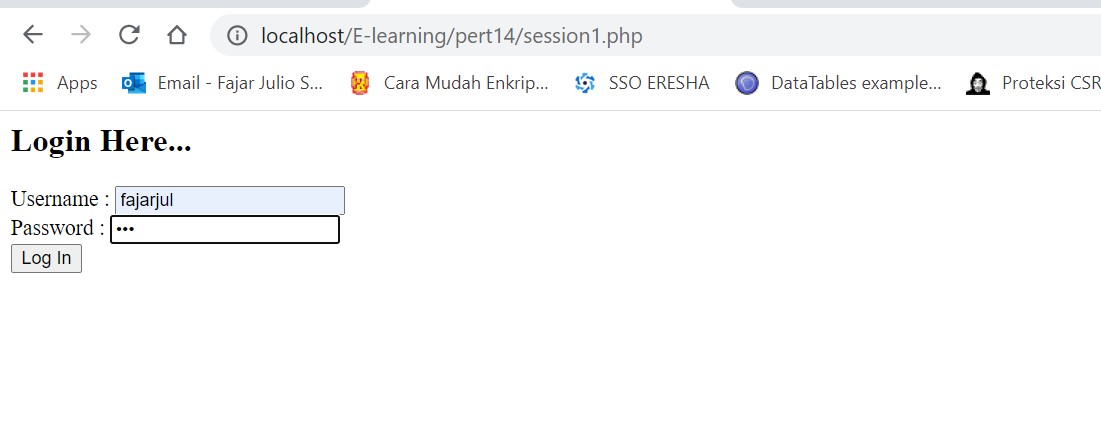 localhost/E-learning/pert14/session1.php
Apps Email - Fajar Julio S... Cara Mudah Enkrip... SSO ERESHA DataTables example... Proteksi CSR
Login Here...
Username : fajarjul
Password : •••
Log In